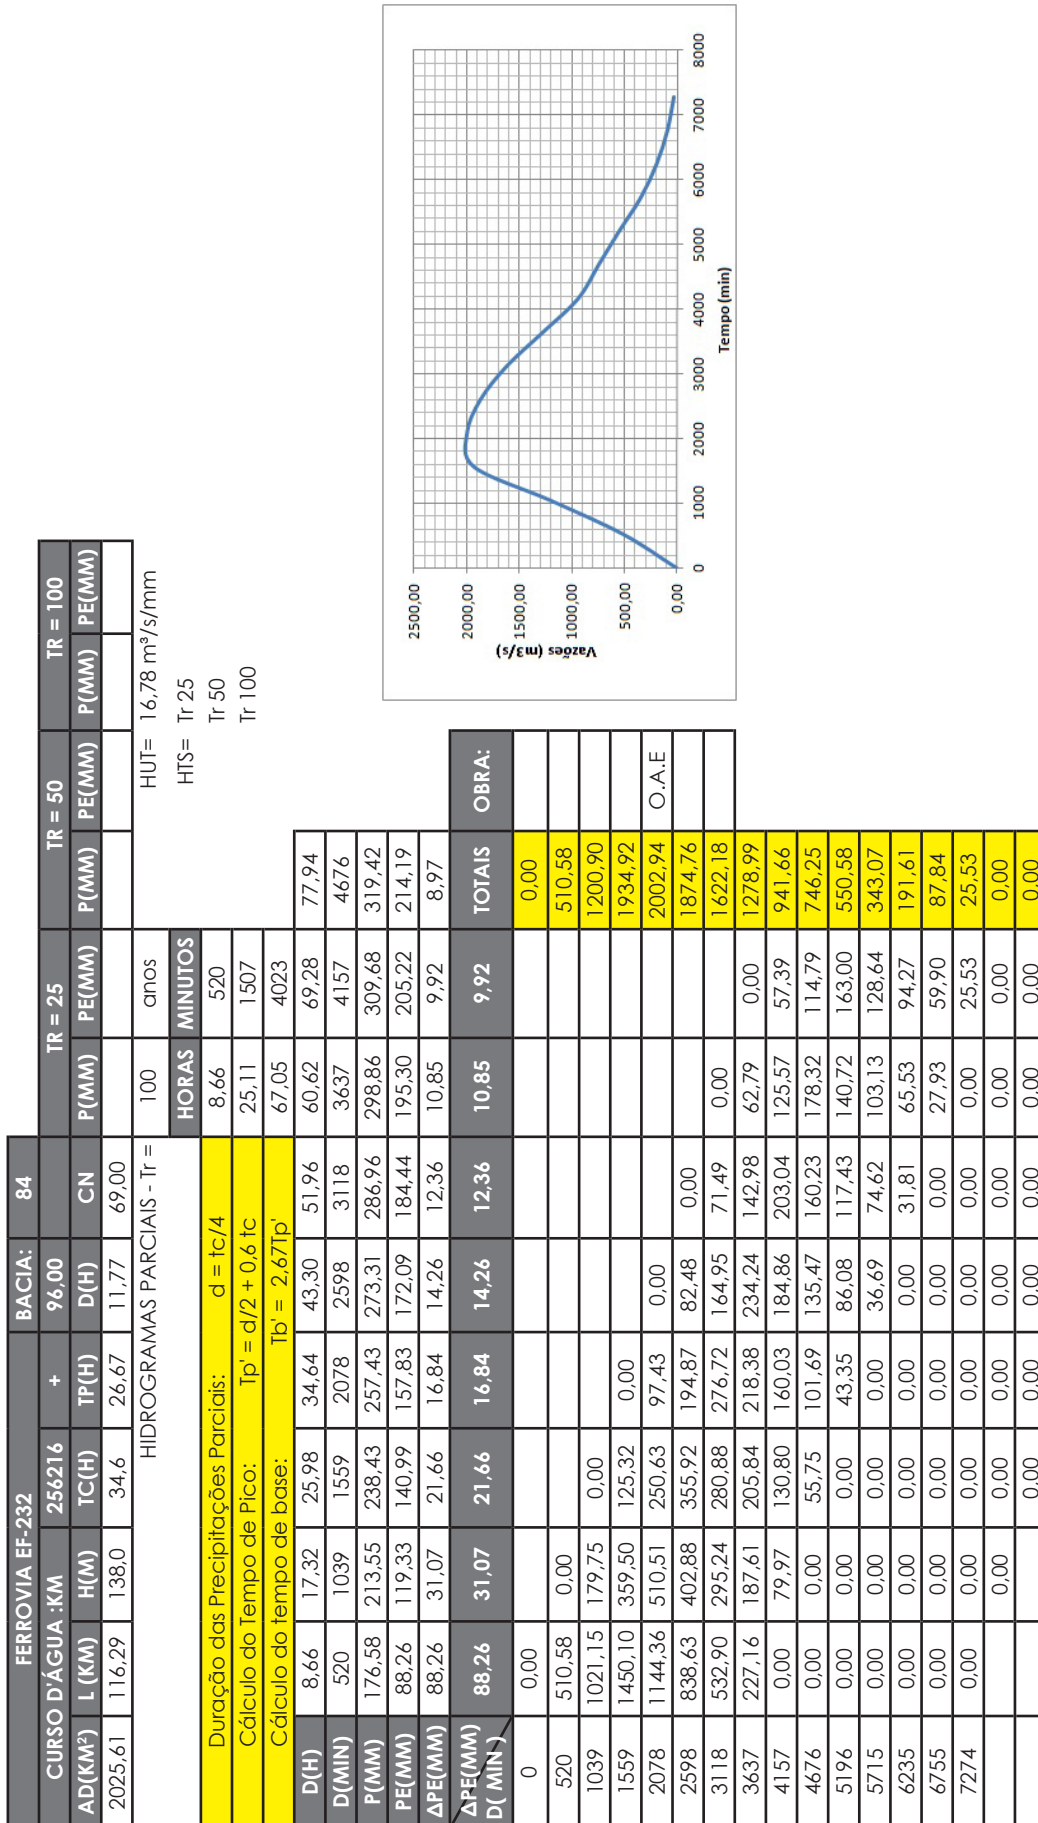 FERROVIA EF-232 BACIA: 84
CURSO D'ÁGUA :KM 256216 + 96,00 TR = 25 TR = 50 TR = 100
AD(KM²) L (KM) H(M) TC(H) TP(H) D(H) CN P(MM) PE(MM) P(MM) PE(MM) P(MM) PE(MM)
2025,61 116,29 138,0 34,6 26,67 11,77 69,00
HIDROGRAMAS PARCIAIS - Tr = 100 anos HUT= 16,78 m³/s/mm
HORAS MINUTOS HTS= Tr 25
Duração das Precipitações Parciais: d = tc/4 8,66 520 Tr 50
Cálculo do Tempo de Pico: Tp' = d/2 + 0,6 tc 25,11 1507 Tr 100
Cálculo do tempo de base: Tb' = 2,67Tp' 67,05 4023
D(H) 8,66 17,32 25,98 34,64 43,30 51,96 60,62 69,28 77,94
D(MIN) 520 1039 1559 2078 2598 3118 3637 4157 4676
P(MM) 176,58 213,55 238,43 257,43 273,31 286,96 298,86 309,68 319,42
PE(MM) 88,26 119,33 140,99 157,83 172,09 184,44 195,30 205,22 214,19
ΔPE(MM) 88,26 31,07 21,66 16,84 14,26 12,36 10,85 9,92 8,97
ΔPE(MM) D( MIN ) 88,26 31,07 21,66 16,84 14,26 12,36 10,85 9,92 TOTAIS OBRA:
0 0,00 0,00
520 510,58 0,00 510,58
1039 1021,15 179,75 0,00 1200,90
1559 1450,10 359,50 125,32 0,00 1934,92
2078 1144,36 510,51 250,63 97,43 0,00 2002,94 O.A.E
2598 838,63 402,88 355,92 194,87 82,48 0,00 1874,76
3118 532,90 295,24 280,88 276,72 164,95 71,49 0,00 1622,18
3637 227,16 187,61 205,84 218,38 234,24 142,98 62,79 0,00 1278,99
4157 0,00 79,97 130,80 160,03 184,86 203,04 125,57 57,39 941,66
4676 0,00 0,00 55,75 101,69 135,47 160,23 178,32 114,79 746,25
5196 0,00 0,00 0,00 43,35 86,08 117,43 140,72 163,00 550,58
5715 0,00 0,00 0,00 0,00 36,69 74,62 103,13 128,64 343,07
6235 0,00 0,00 0,00 0,00 0,00 31,81 65,53 94,27 191,61
6755 0,00 0,00 0,00 0,00 0,00 0,00 27,93 59,90 87,84
7274 0,00 0,00 0,00 0,00 0,00 0,00 0,00 25,53 25,53
0,00 0,00 0,00 0,00 0,00 0,00 0,00 0,00
0,00 0,00 0,00 0,00 0,00 0,00 0,00 0,00
2500,00
2000,00
1500,00
1000,00
500,00
0,00
Vazões (m3/s)
0 1000 2000 3000 4000 5000 6000 7000 8000
Tempo (min)